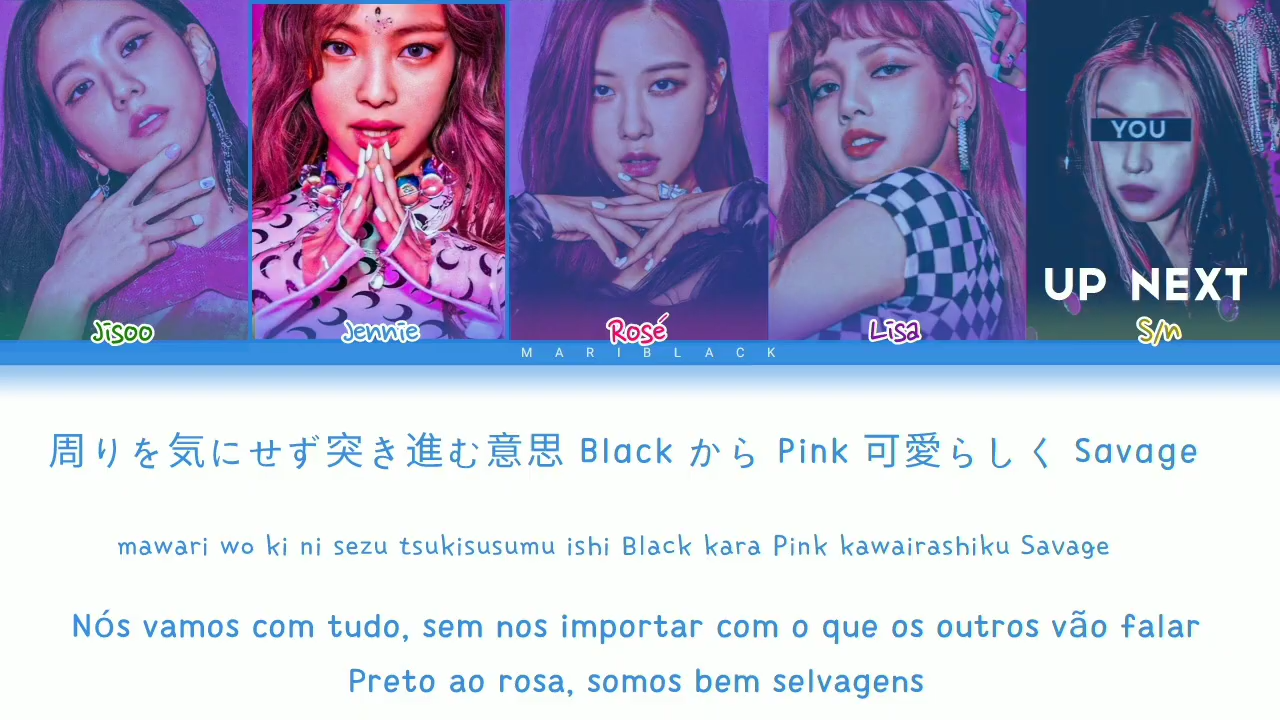 YOU
UP NEXT
Jisoo Jennie Rosé Lisa S/n
MARIBLACK
周りを気にせず突き進む意思 Black から Pink 可愛らしく Savage
mawari wo ki ni sezu tsukisusumu ishi Black kara Pink kawairashiku Savage
Nós vamos com tudo, sem nos importar com o que os outros vão falar
Preto ao rosa, somos bem selvagens